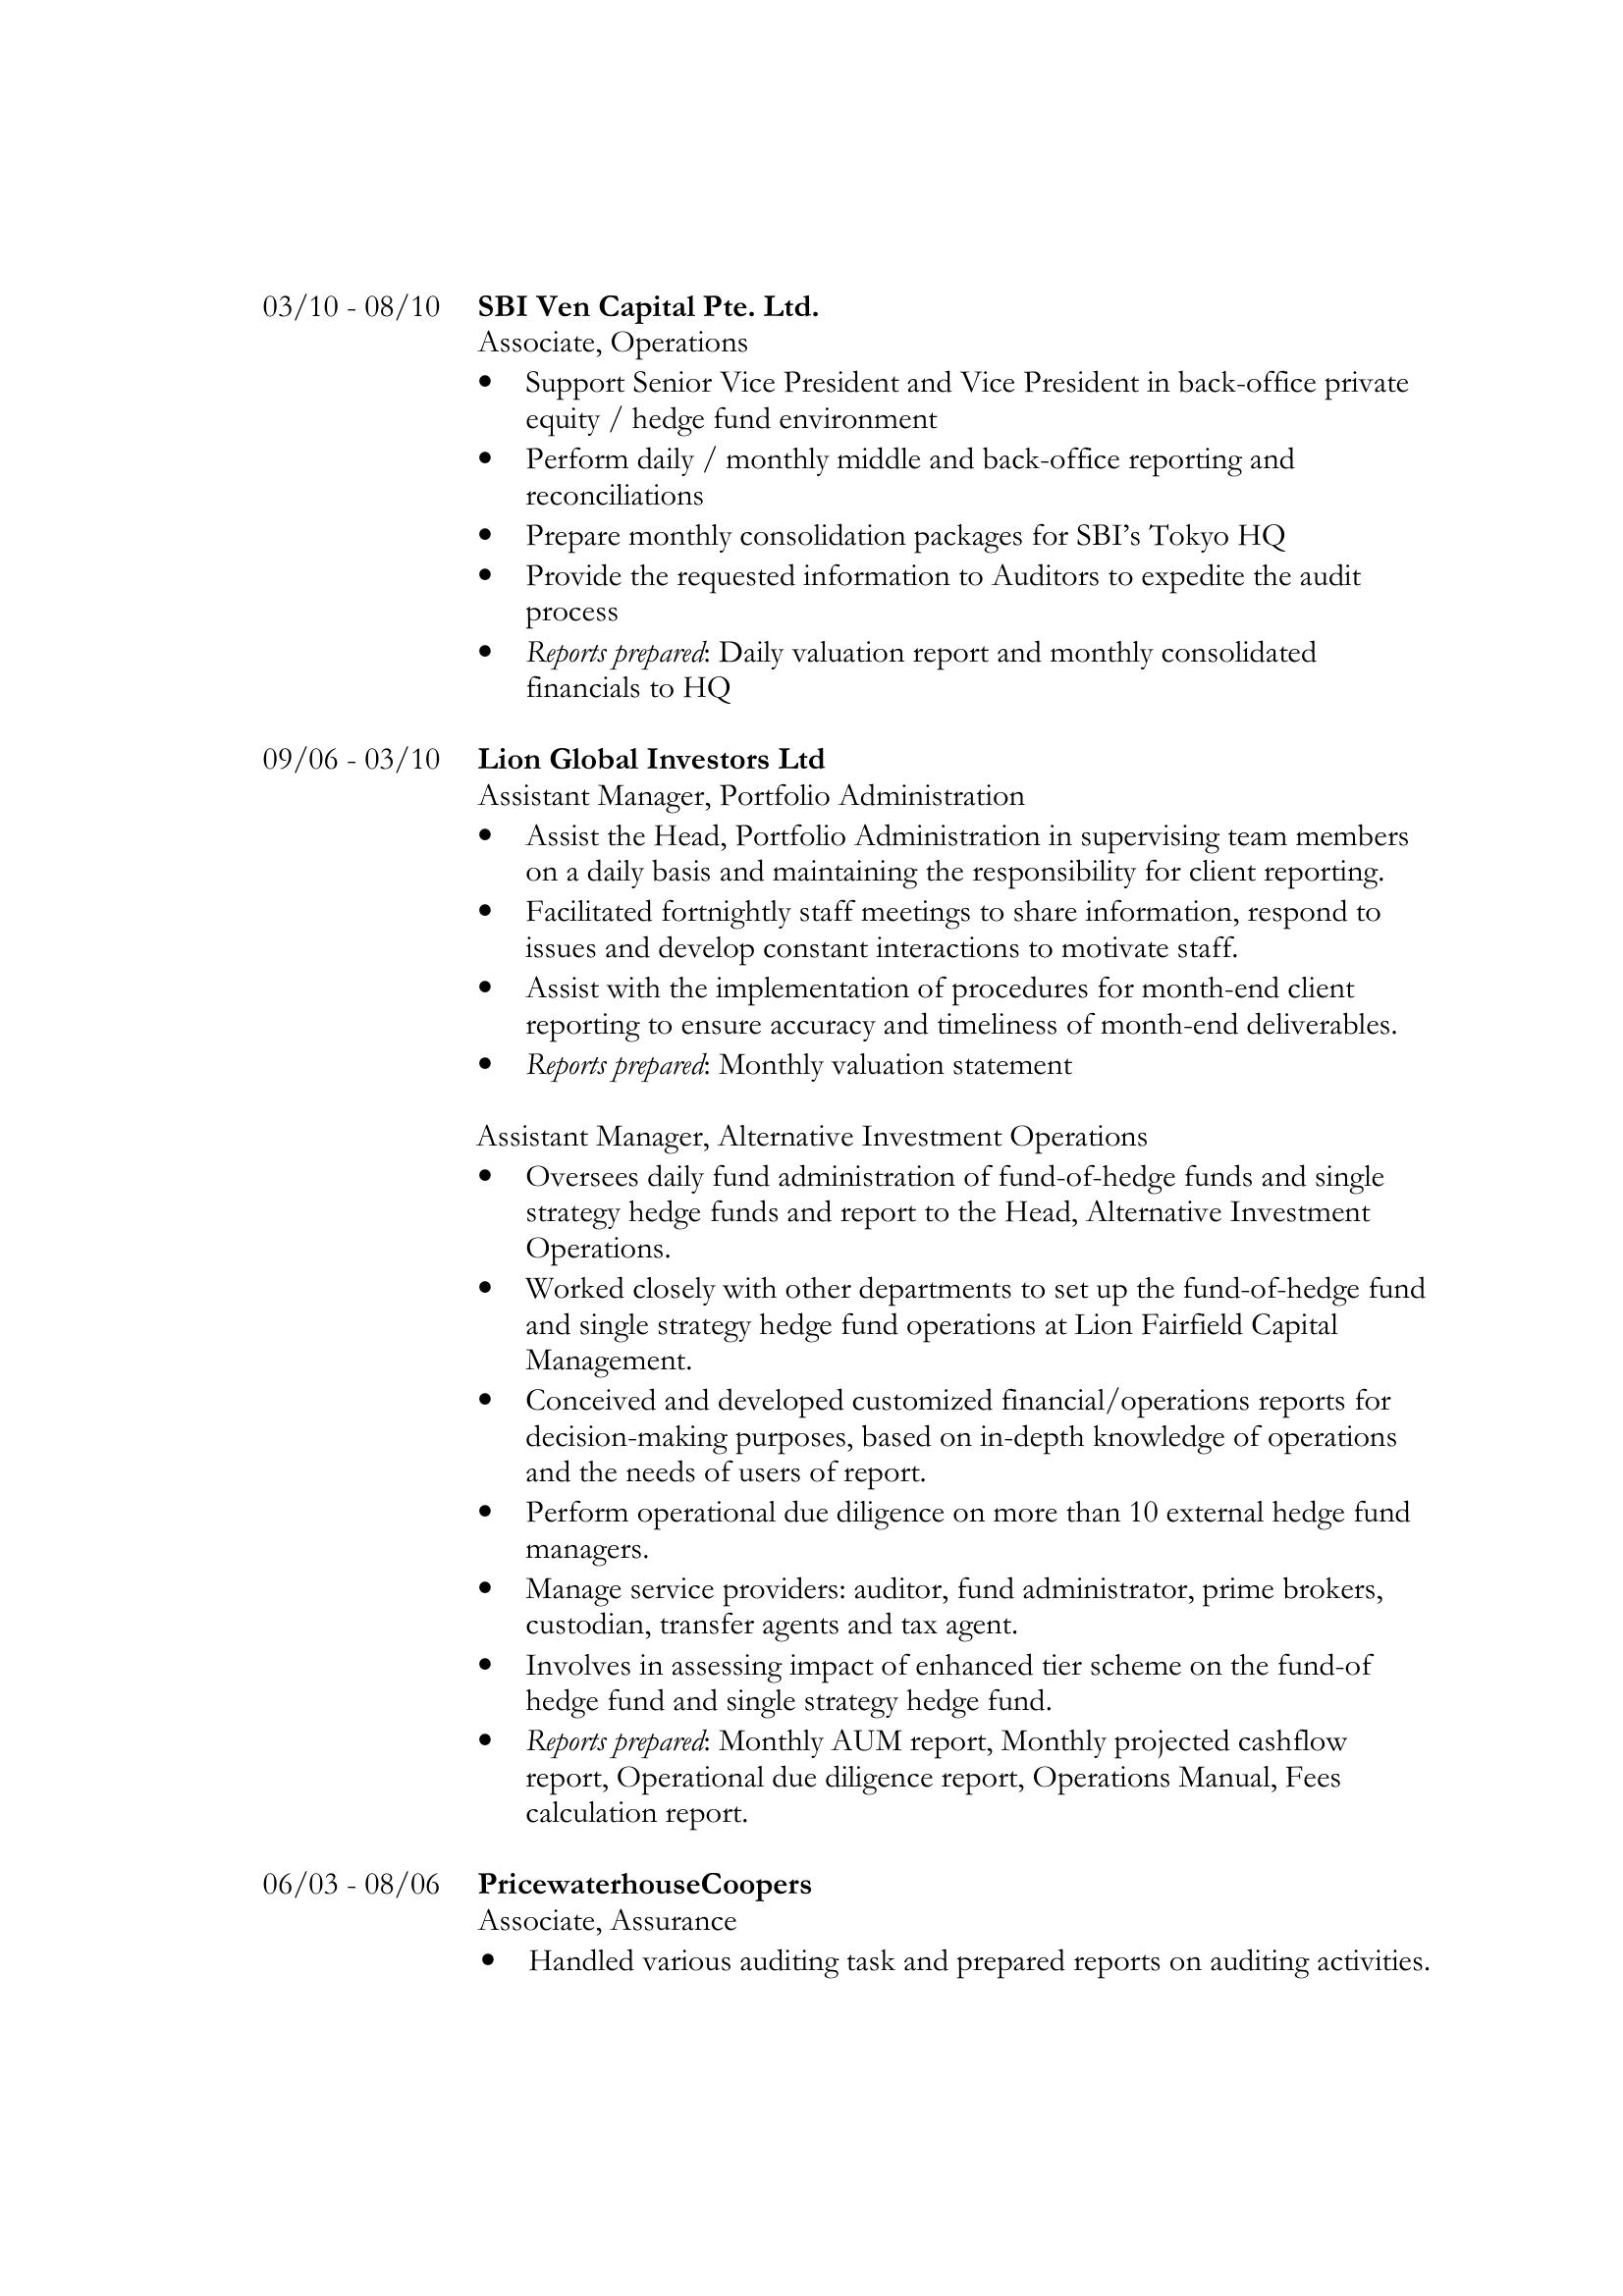 03/10 - 08/10 SBI Ven Capital Pte. Ltd.
Associate, Operations
• Support Senior Vice President and Vice President in back-office private
equity / hedge fund environment
• Perform daily / monthly middle and back-office reporting and
reconciliations
• Prepare monthly consolidation packages for SBI’s Tokyo HQ
• Provide the requested information to Auditors to expedite the audit
process
• Reports prepared: Daily valuation report and monthly consolidated
financials to HQ
09/06 - 03/10 Lion Global Investors Ltd
Assistant Manager, Portfolio Administration
• Assist the Head, Portfolio Administration in supervising team members
on a daily basis and maintaining the responsibility for client reporting.
• Facilitated fortnightly staff meetings to share information, respond to
issues and develop constant interactions to motivate staff.
• Assist with the implementation of procedures for month-end client
reporting to ensure accuracy and timeliness of month-end deliverables.
• Reports prepared: Monthly valuation statement
Assistant Manager, Alternative Investment Operations
• Oversees daily fund administration of fund-of-hedge funds and single
strategy hedge funds and report to the Head, Alternative Investment
Operations.
• Worked closely with other departments to set up the fund-of-hedge fund
and single strategy hedge fund operations at Lion Fairfield Capital
Management.
• Conceived and developed customized financial/operations reports for
decision-making purposes, based on in-depth knowledge of operations
and the needs of users of report.
• Perform operational due diligence on more than 10 external hedge fund
managers.
• Manage service providers: auditor, fund administrator, prime brokers,
custodian, transfer agents and tax agent.
• Involves in assessing impact of enhanced tier scheme on the fund-of
hedge fund and single strategy hedge fund.
• Reports prepared: Monthly AUM report, Monthly projected cashflow
report, Operational due diligence report, Operations Manual, Fees
calculation report.
06/03 - 08/06 PricewaterhouseCoopers
Associate, Assurance
• Handled various auditing task and prepared reports on auditing activities.